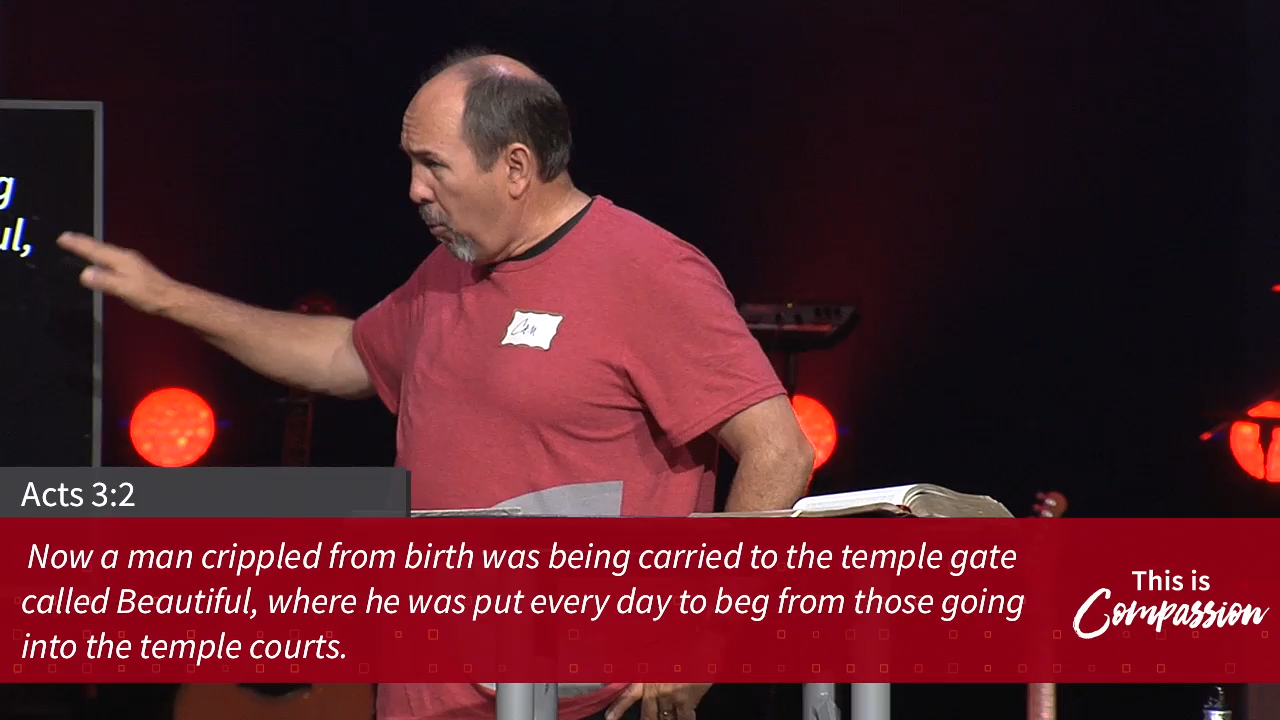 g
ul,
Acts 3:2
Now a man crippled from birth was being carried to the temple gate
called Beautiful, where he was put every day to beg from those going
into the temple courts.
This is
Compassion